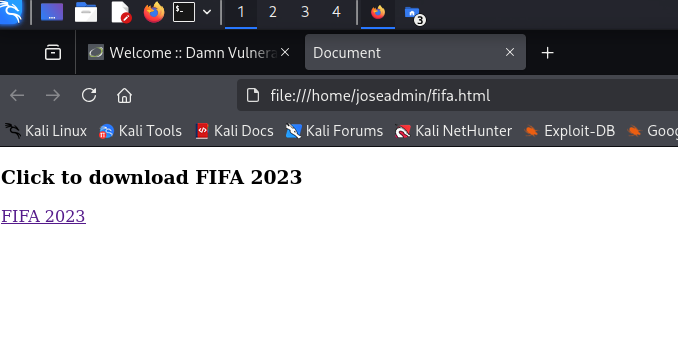 1 2 3 4 3
Welcome :: Damn Vulnera Document
file:///home/joseadmin/fifa.html
Kali Linux Kali Tools Kali Docs Kali Forums Kali NetHunter Exploit-DB Goog
Click to download FIFA 2023
FIFA 2023